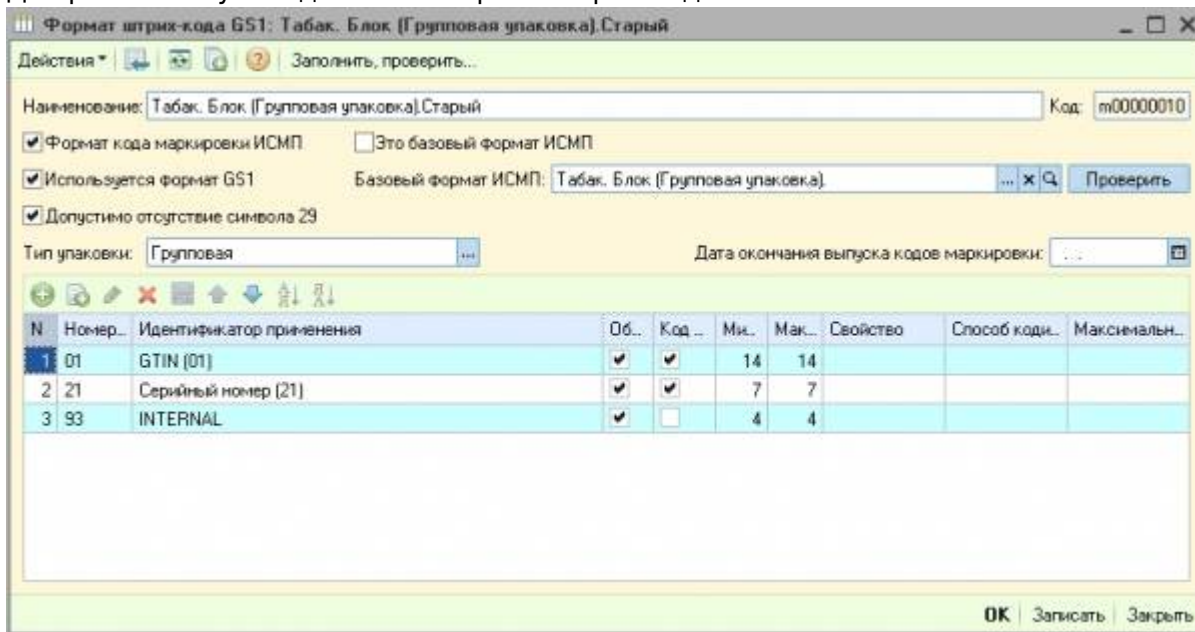 Формат штрих-кода GS1: Табак. Блок (Групповая упаковка).Старый
Действия Заполнить, проверить...
Наименование: Табак. Блок (Групповая упаковка).Старый Код: m00000010
Формат кода маркировки ИСМП Это базовый формат ИСМП
Используется формат GS1 Базовый формат ИСМП: Табак. Блок (Групповая упаковка). ... x Проверить
Допустимо отсутствие символа 29
Тип упаковки: Групповая ... Дата окончания выпуска кодов маркировки: . .
N Номер... Идентификатор применения Об... Код ... Ми... Мак... Свойство Способ коди... Максимальн...
1 01 GTIN (01) 14 14
2 21 Серийный номер (21) 7 7
3 93 INTERNAL 4 4
OK Записать Закрыть